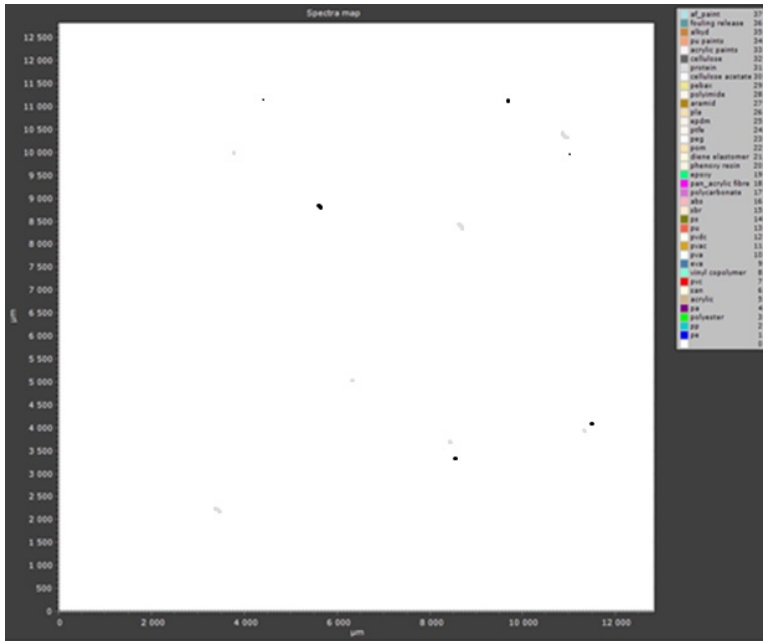 Spectra map
12 500
12 000
11 500
11 000
10 500
10 000
9 500
9 000
8 500
8 000
7 500
7 000
6 500
6 000
5 500
5 000
4 500
4 000
3 500
3 000
2 500
2 000
1 500
1 000
500
0
µm
0 2 000 4 000 6 000 8 000 10 000 12 000
µm
af_paint 37
fouling release 36
alkyd 35
pu paints 34
acrylic paints 33
cellulose 32
protein 31
cellulose acetate 30
pebax 29
polyimide 28
aramid 27
pla 26
epdm 25
ptfe 24
peg 23
pom 22
diene elastomer 21
phenoxy resin 20
epoxy 19
pan_acrylic fibre 18
polycarbonate 17
abs 16
sbr 15
ps 14
pu 13
pvdc 12
pvac 11
pva 10
eva 9
vinyl copolymer 8
pvc 7
san 6
acrylic 5
pa 4
polyester 3
pp 2
pe 1
0